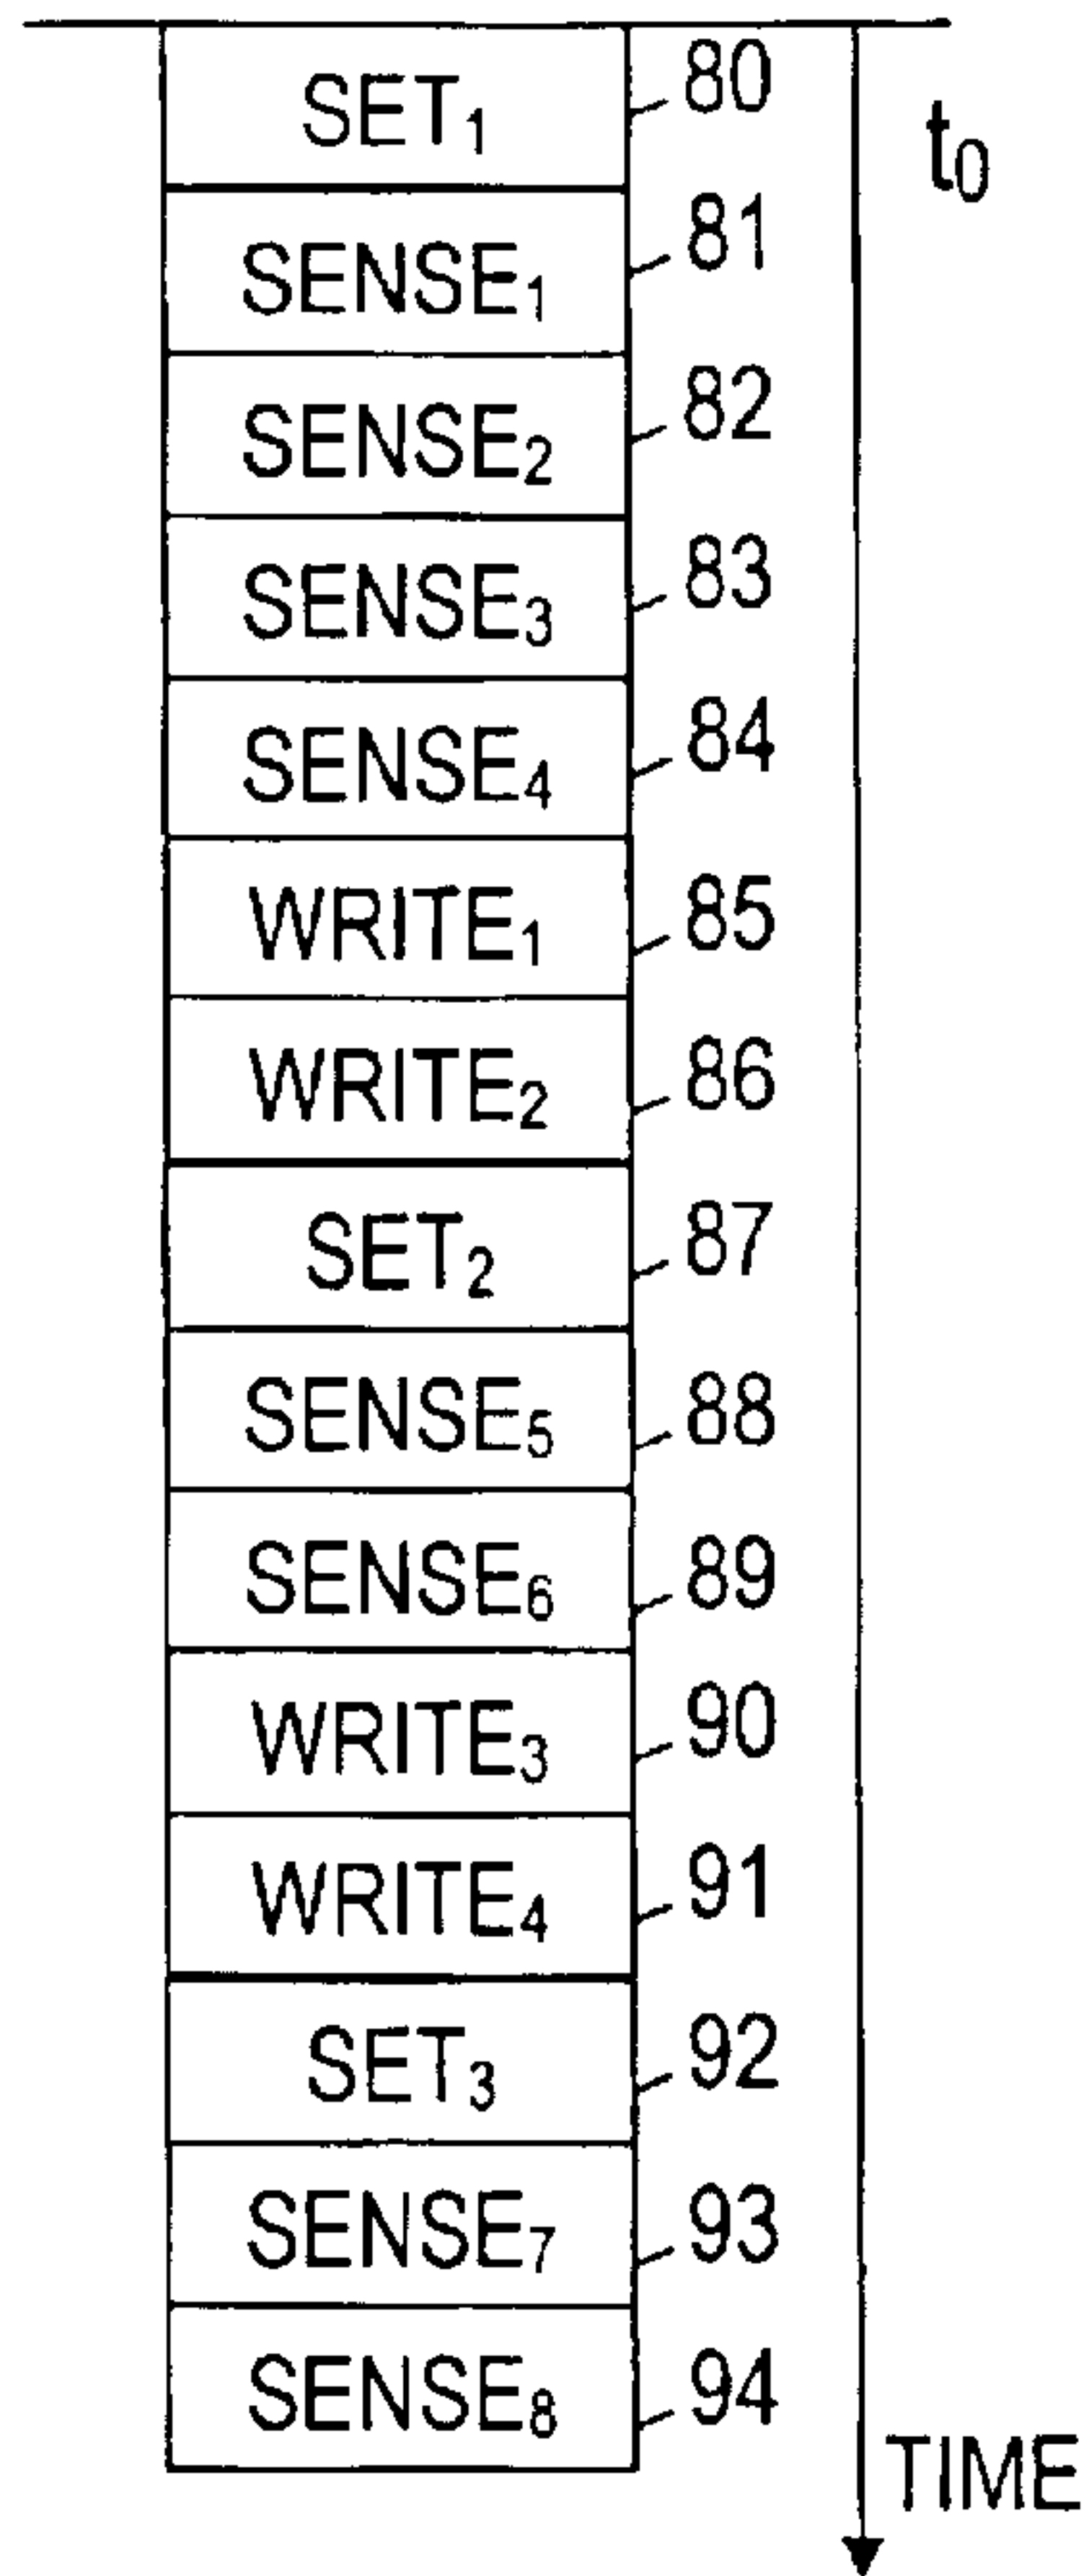 SET₁ 80
t₀
SENSE₁ 81
SENSE₂ 82
SENSE₃ 83
SENSE₄ 84
WRITE₁ 85
WRITE₂ 86
SET₂ 87
SENSE₅ 88
SENSE₆ 89
WRITE₃ 90
WRITE₄ 91
SET₃ 92
SENSE₇ 93
SENSE₈ 94
TIME